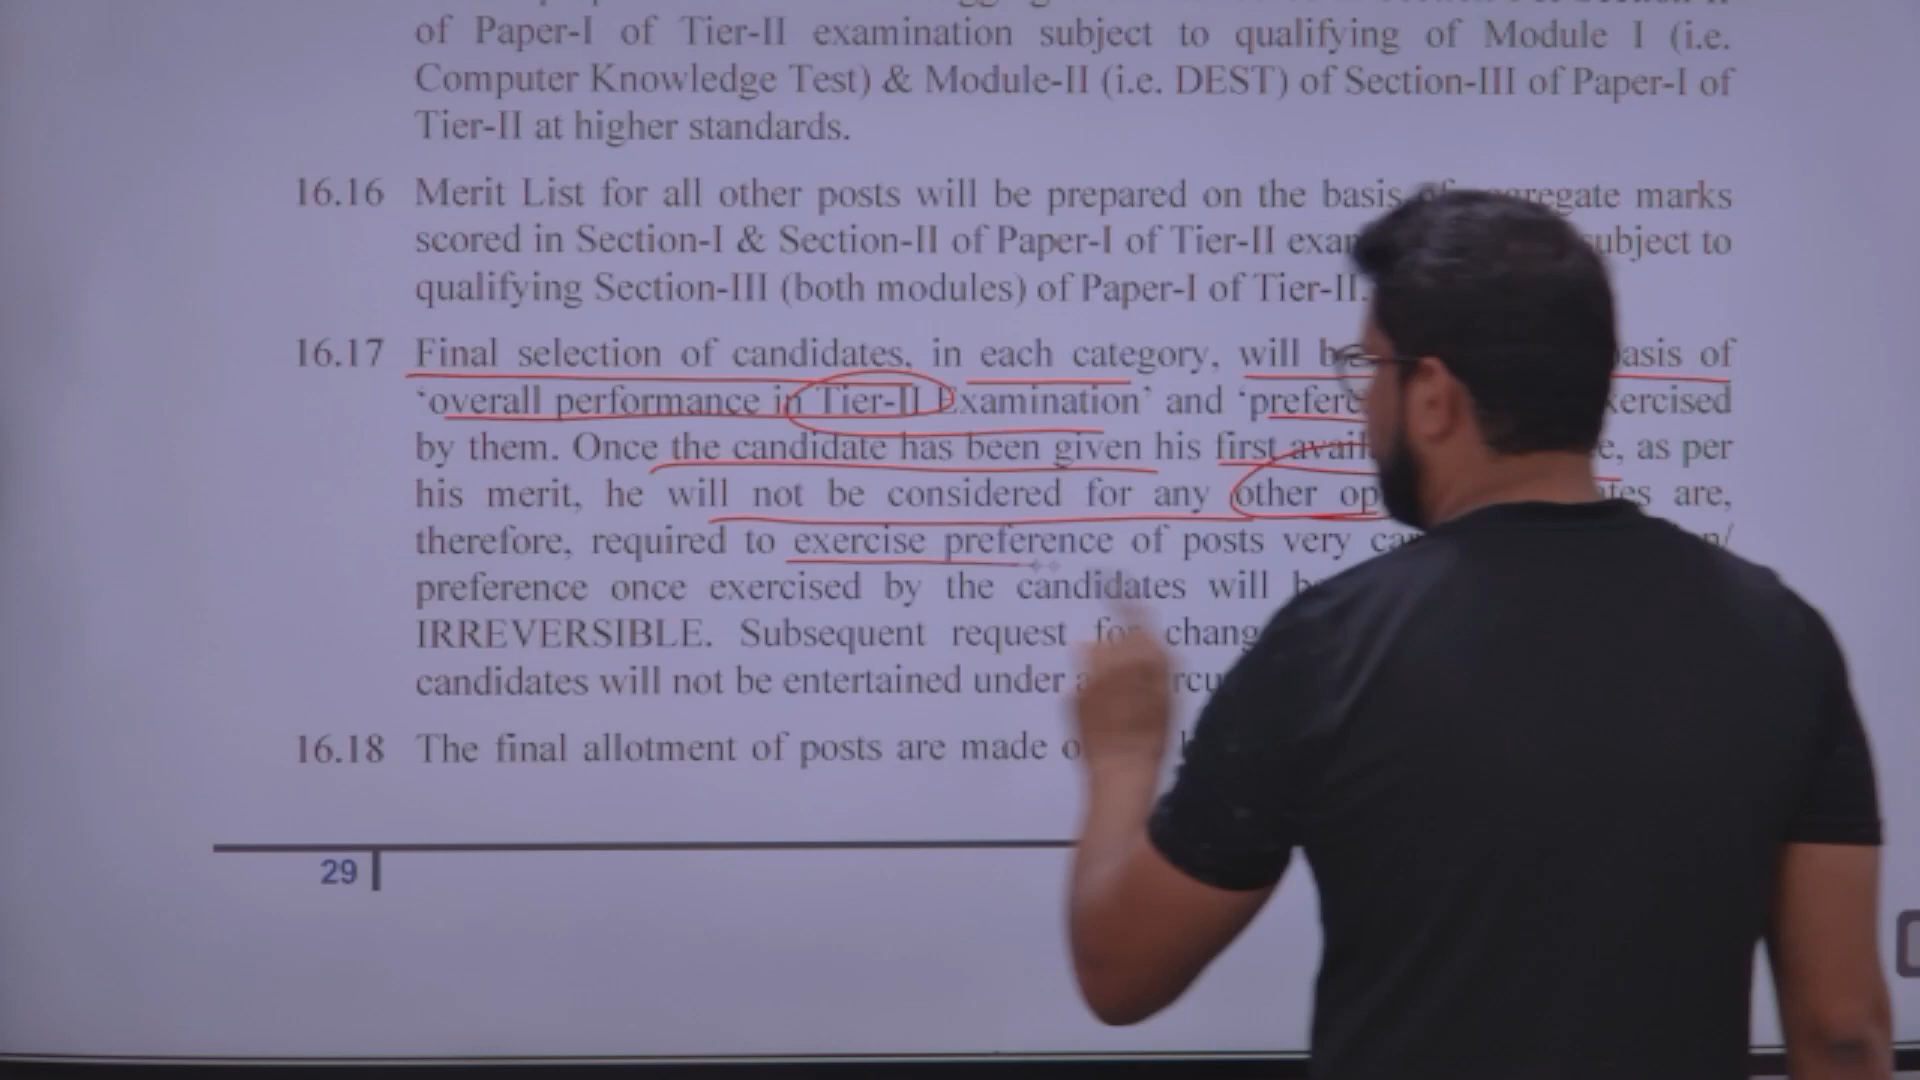 of Paper-I of Tier-II examination subject to qualifying of Module I (i.e.
Computer Knowledge Test) & Module-II (i.e. DEST) of Section-III of Paper-I of
Tier-II at higher standards.
16.16 Merit List for all other posts will be prepared on the basis marks
scored in Section-I & Section-II of Paper-I of Tier-II to
qualifying Section-III (both modules) of Paper-I of Tier-II.
16.17 Final selection of candidates, in each category, will of
‘overall performance in Tier-II Examination’ and
by them. Once the candidate has been given his first as per
his merit, he will not be considered for any other are,
therefore, required to exercise preference of posts very
preference once exercised by the candidates will
IRREVERSIBLE. Subsequent request for
candidates will not be entertained under
16.18 The final allotment of posts are made
29